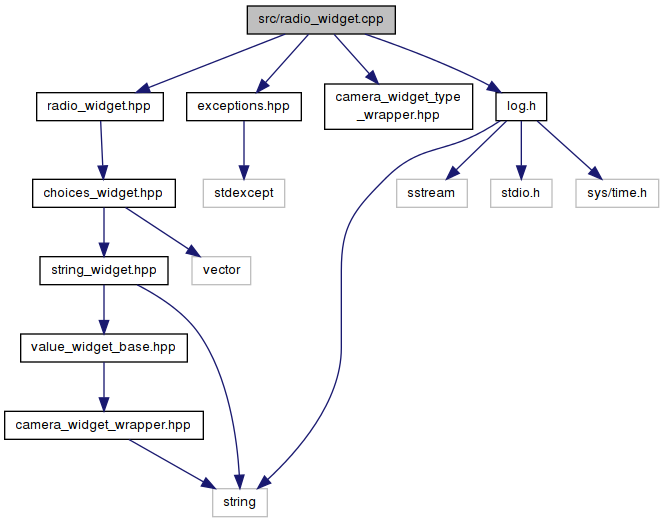 src/radio_widget.cpp
radio_widget.hpp
exceptions.hpp
camera_widget_type
_wrapper.hpp
log.h
choices_widget.hpp
stdexcept
sstream
stdio.h
sys/time.h
string_widget.hpp
vector
value_widget_base.hpp
camera_widget_wrapper.hpp
string